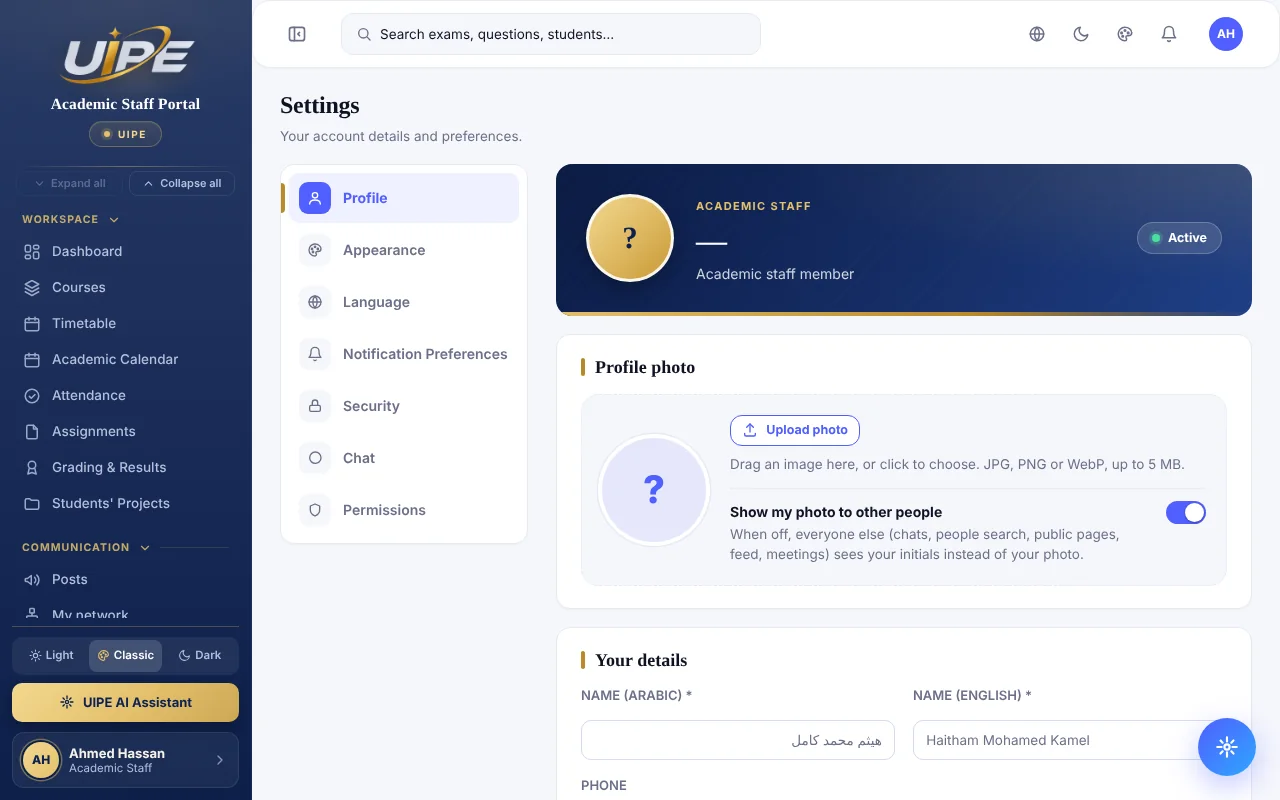 UIPE
Academic Staff Portal
UIPE
Expand all
Collapse all
WORKSPACE
Dashboard
Courses
Timetable
Academic Calendar
Attendance
Assignments
Grading & Results
Students' Projects
COMMUNICATION
Posts
My network
Light
Classic
Dark
UIPE AI Assistant
AH
Ahmed Hassan
Academic Staff
Search exams, questions, students...
AH
Settings
Your account details and preferences.
Profile
Appearance
Language
Notification Preferences
Security
Chat
Permissions
?
ACADEMIC STAFF
—
Academic staff member
Active
Profile photo
?
Upload photo
Drag an image here, or click to choose. JPG, PNG or WebP, up to 5 MB.
Show my photo to other people
When off, everyone else (chats, people search, public pages,
feed, meetings) sees your initials instead of your photo.
Your details
NAME (ARABIC) *
NAME (ENGLISH) *
هيثم محمد كامل
Haitham Mohamed Kamel
PHONE